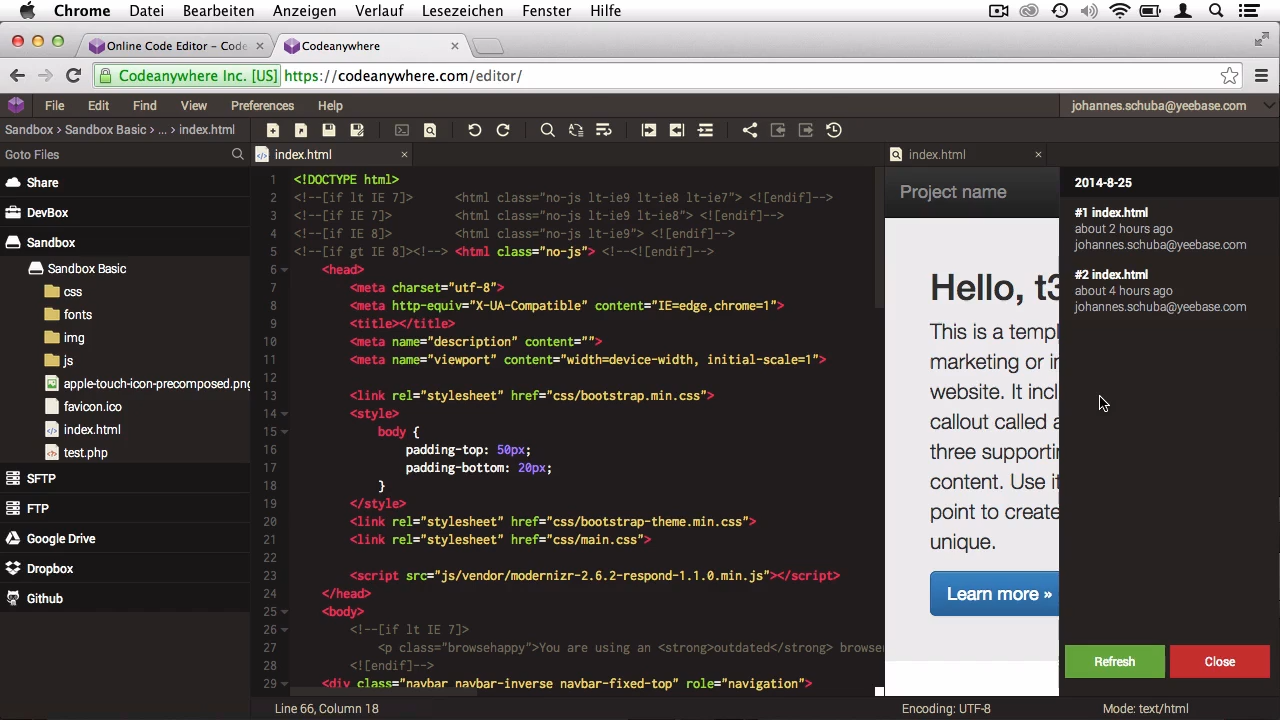 Chrome Datei Bearbeiten Anzeigen Verlauf Lesezeichen Fenster Hilfe
Online Code Editor – Code
Codeanywhere
Codeanywhere Inc. [US] https://codeanywhere.com/editor/
File Edit Find View Preferences Help johannes.schuba@yeebase.com
Sandbox > Sandbox Basic > ... > index.html
Goto Files
Share
DevBox
Sandbox
Sandbox Basic
css
fonts
img
js
apple-touch-icon-precomposed.png
favicon.ico
index.html
test.php
SFTP
FTP
Google Drive
Dropbox
Github
index.html
1 <!DOCTYPE html>
2 <!--[if lt IE 7]> <html class="no-js lt-ie9 lt-ie8 lt-ie7"> <![endif]-->
3 <!--[if IE 7]> <html class="no-js lt-ie9 lt-ie8"> <![endif]-->
4 <!--[if IE 8]> <html class="no-js lt-ie9"> <![endif]-->
5 <!--[if gt IE 8]><!--> <html class="no-js"> <!--<![endif]-->
6 <head>
7 <meta charset="utf-8">
8 <meta http-equiv="X-UA-Compatible" content="IE=edge,chrome=1">
9 <title></title>
10 <meta name="description" content="">
11 <meta name="viewport" content="width=device-width, initial-scale=1">
12
13 <link rel="stylesheet" href="css/bootstrap.min.css">
14 <style>
15 body {
16 padding-top: 50px;
17 padding-bottom: 20px;
18 }
19 </style>
20 <link rel="stylesheet" href="css/bootstrap-theme.min.css">
21 <link rel="stylesheet" href="css/main.css">
22
23 <script src="js/vendor/modernizr-2.6.2-respond-1.1.0.min.js"></script>
24 </head>
25 <body>
26 <!--[if lt IE 7]>
27 <p class="browsehappy">You are using an <strong>outdated</strong> browse
28 <![endif]-->
29 <div class="navbar navbar-inverse navbar-fixed-top" role="navigation">
Line 66, Column 18
index.html
Project name
Hello, t3
This is a templ
marketing or in
website. It incl
callout called a
three supportin
content. Use it
point to create
unique.
Learn more »
2014-8-25
#1 index.html
about 2 hours ago
johannes.schuba@yeebase.com
#2 index.html
about 4 hours ago
johannes.schuba@yeebase.com
Refresh Close
Encoding: UTF-8 Mode: text/html